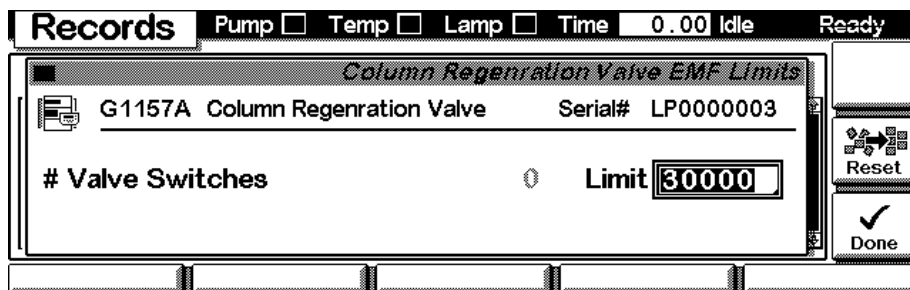 Records Pump Temp Lamp Time 0.00 Idle Ready
Column Regenration Valve EMF Limits
G1157A Column Regenration Valve Serial# LP0000003
# Valve Switches 0 Limit 30000
Reset
Done